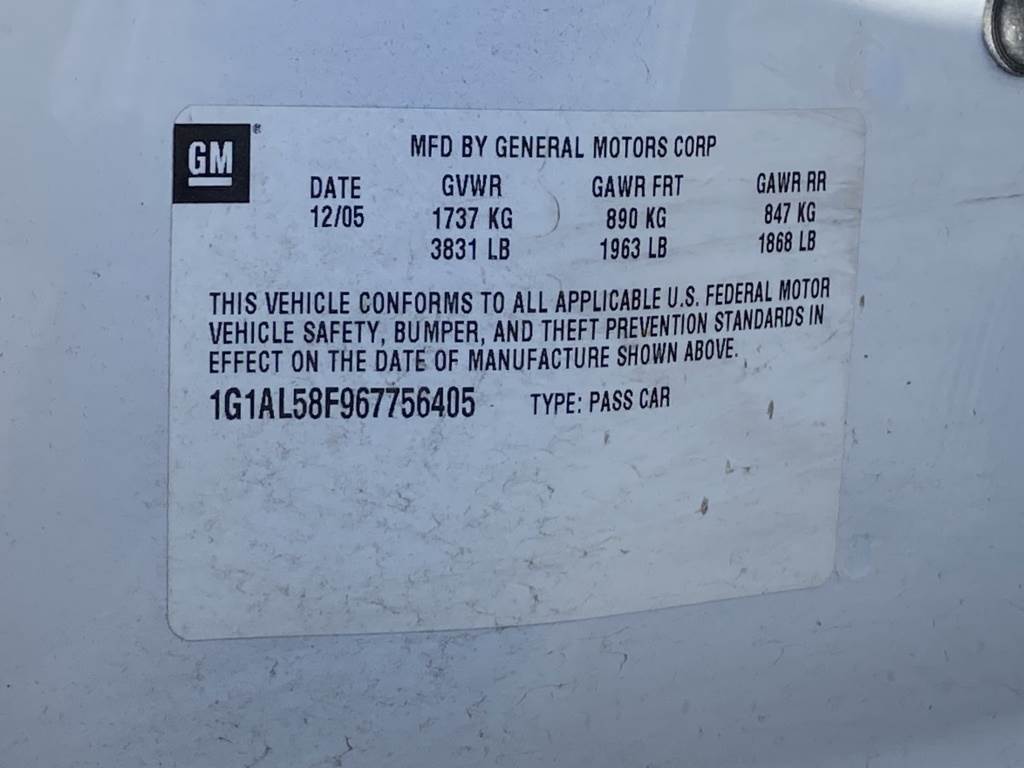 GM®
MFD BY GENERAL MOTORS CORP
DATE GVWR GAWR FRT GAWR RR
12/05 1737 KG 890 KG 847 KG
3831 LB 1963 LB 1868 LB
THIS VEHICLE CONFORMS TO ALL APPLICABLE U.S. FEDERAL MOTOR
VEHICLE SAFETY, BUMPER, AND THEFT PREVENTION STANDARDS IN
EFFECT ON THE DATE OF MANUFACTURE SHOWN ABOVE.
1G1AL58F967756405 TYPE: PASS CAR